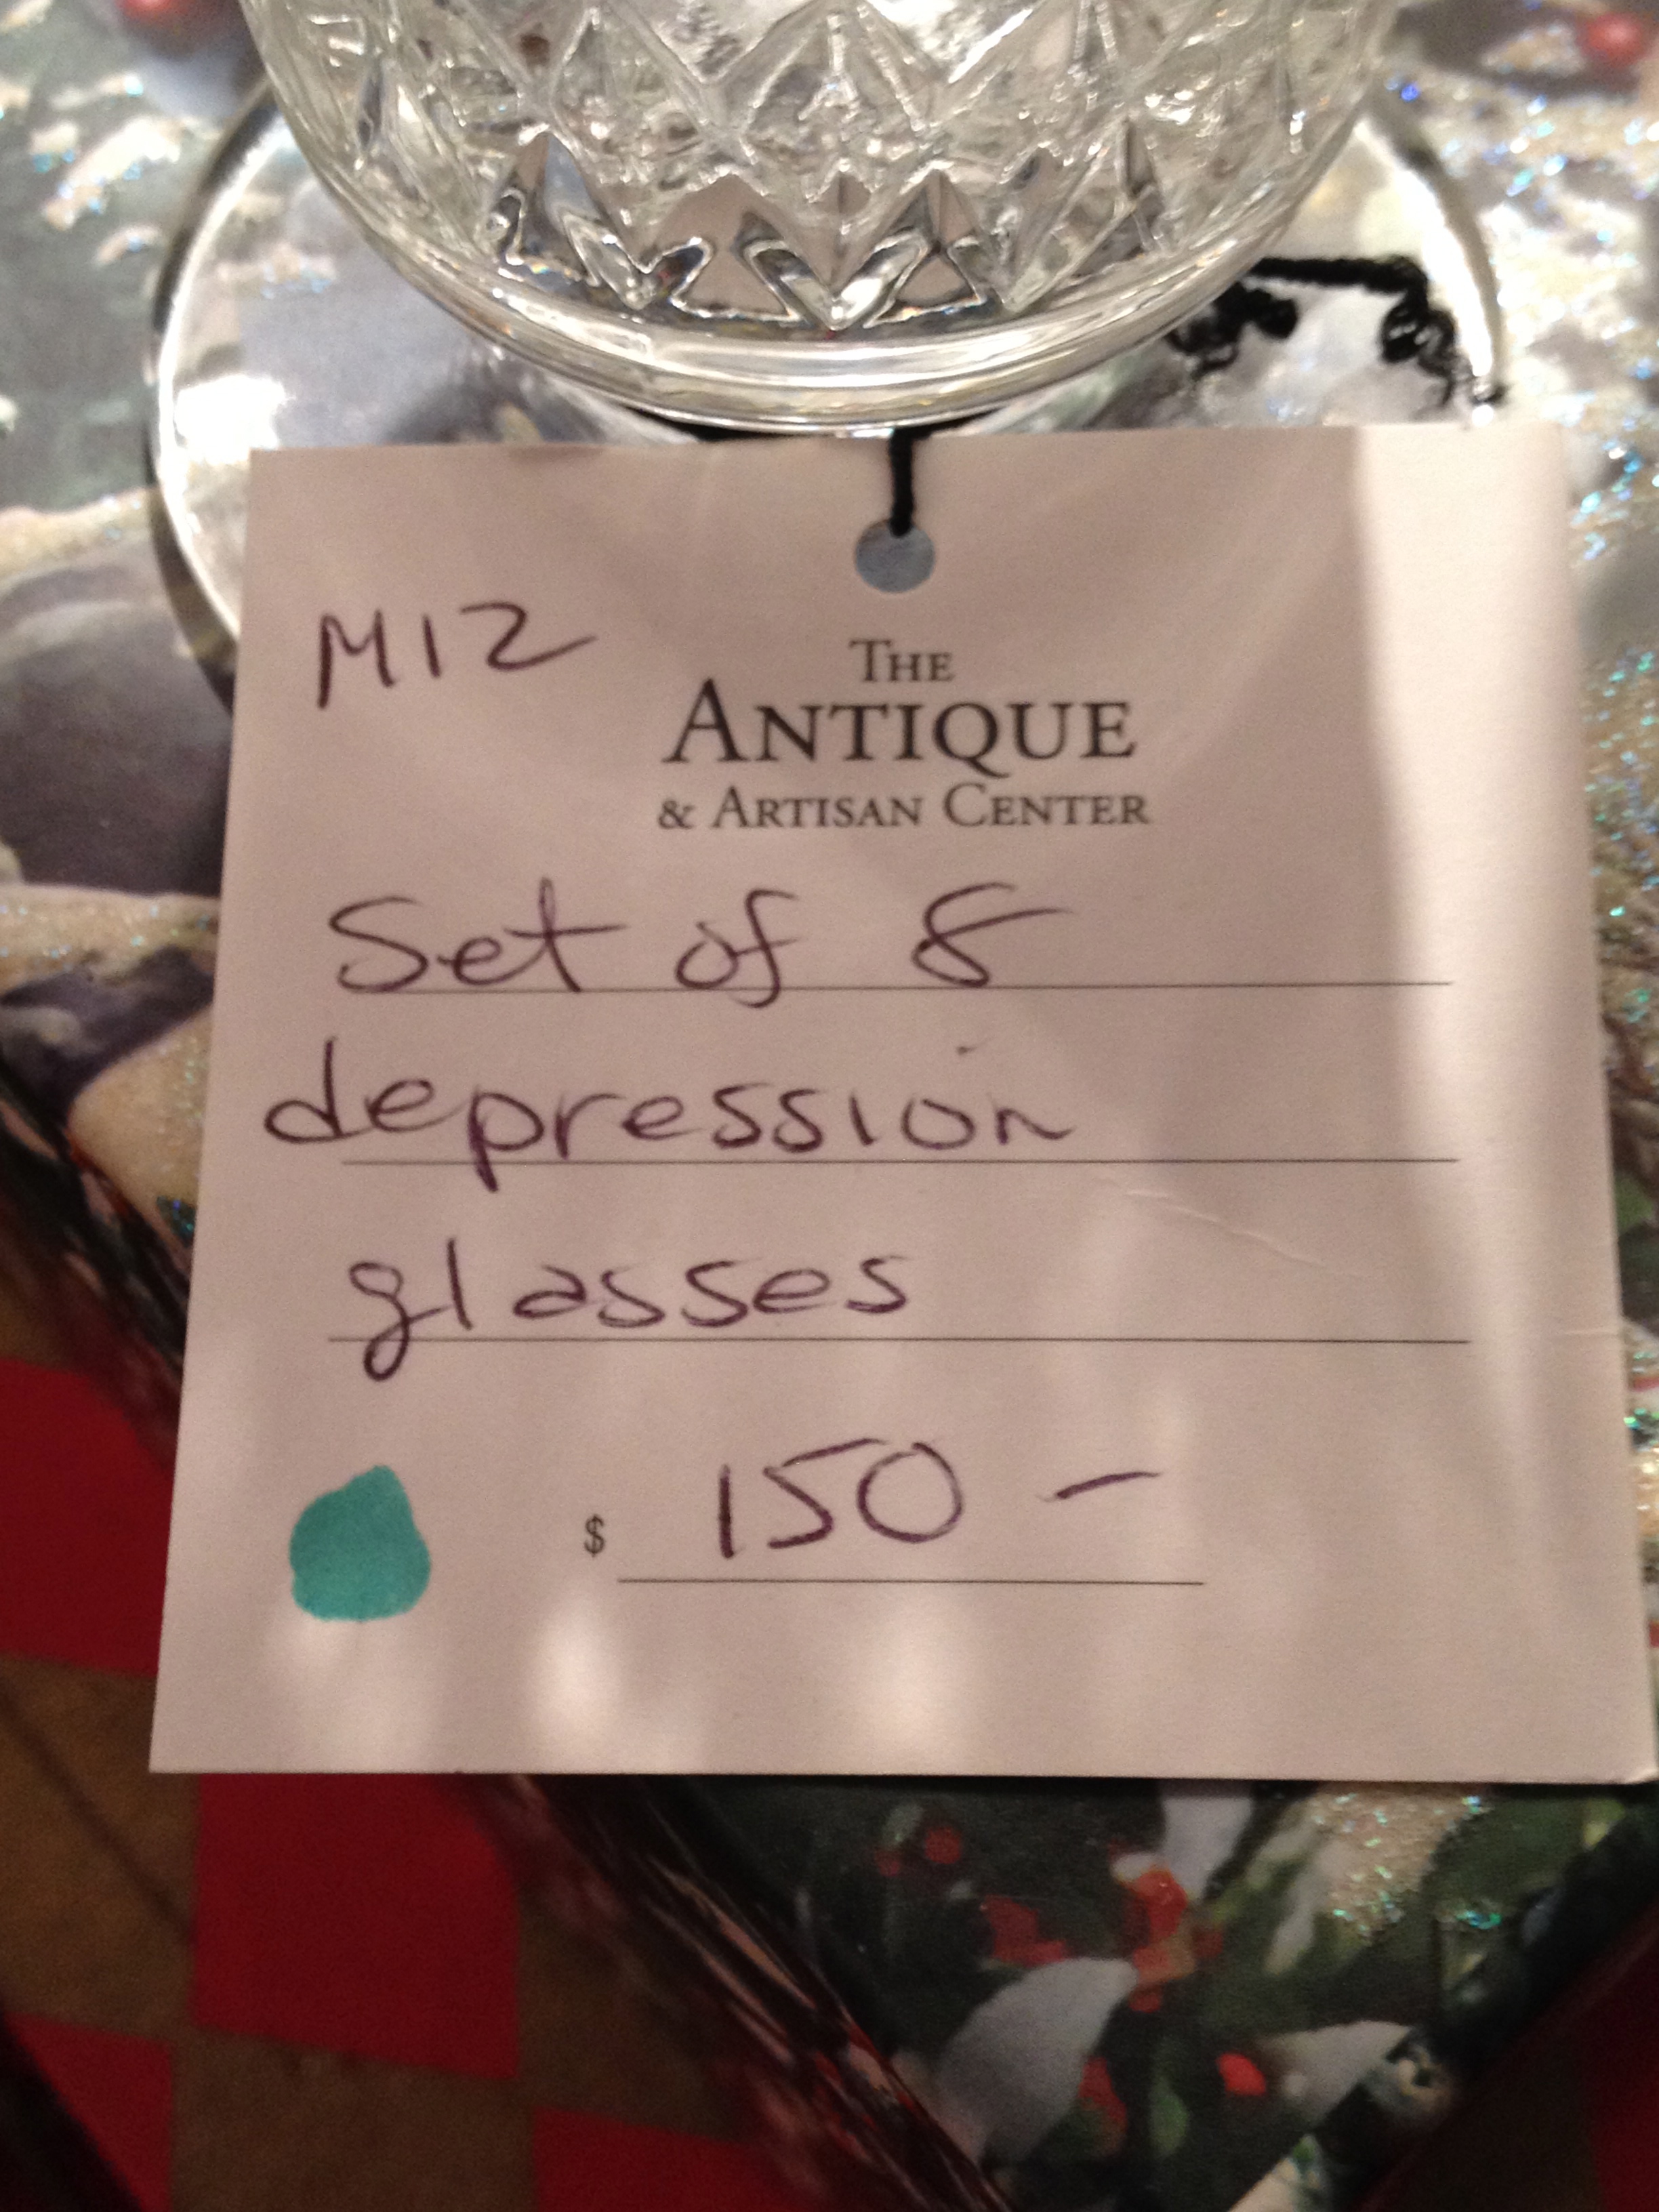 M12
THE
ANTIQUE
& ARTISAN CENTER
Set of 8
depression
glasses
$ 150 -